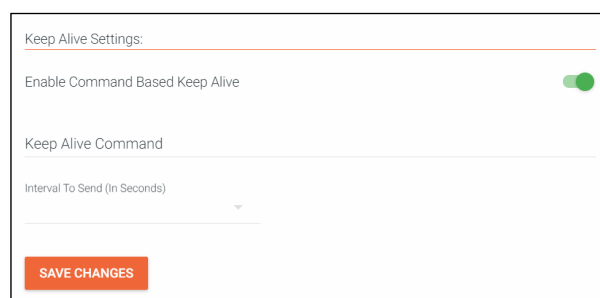 Keep Alive Settings:
Enable Command Based Keep Alive
Keep Alive Command
Interval To Send (In Seconds)
SAVE CHANGES